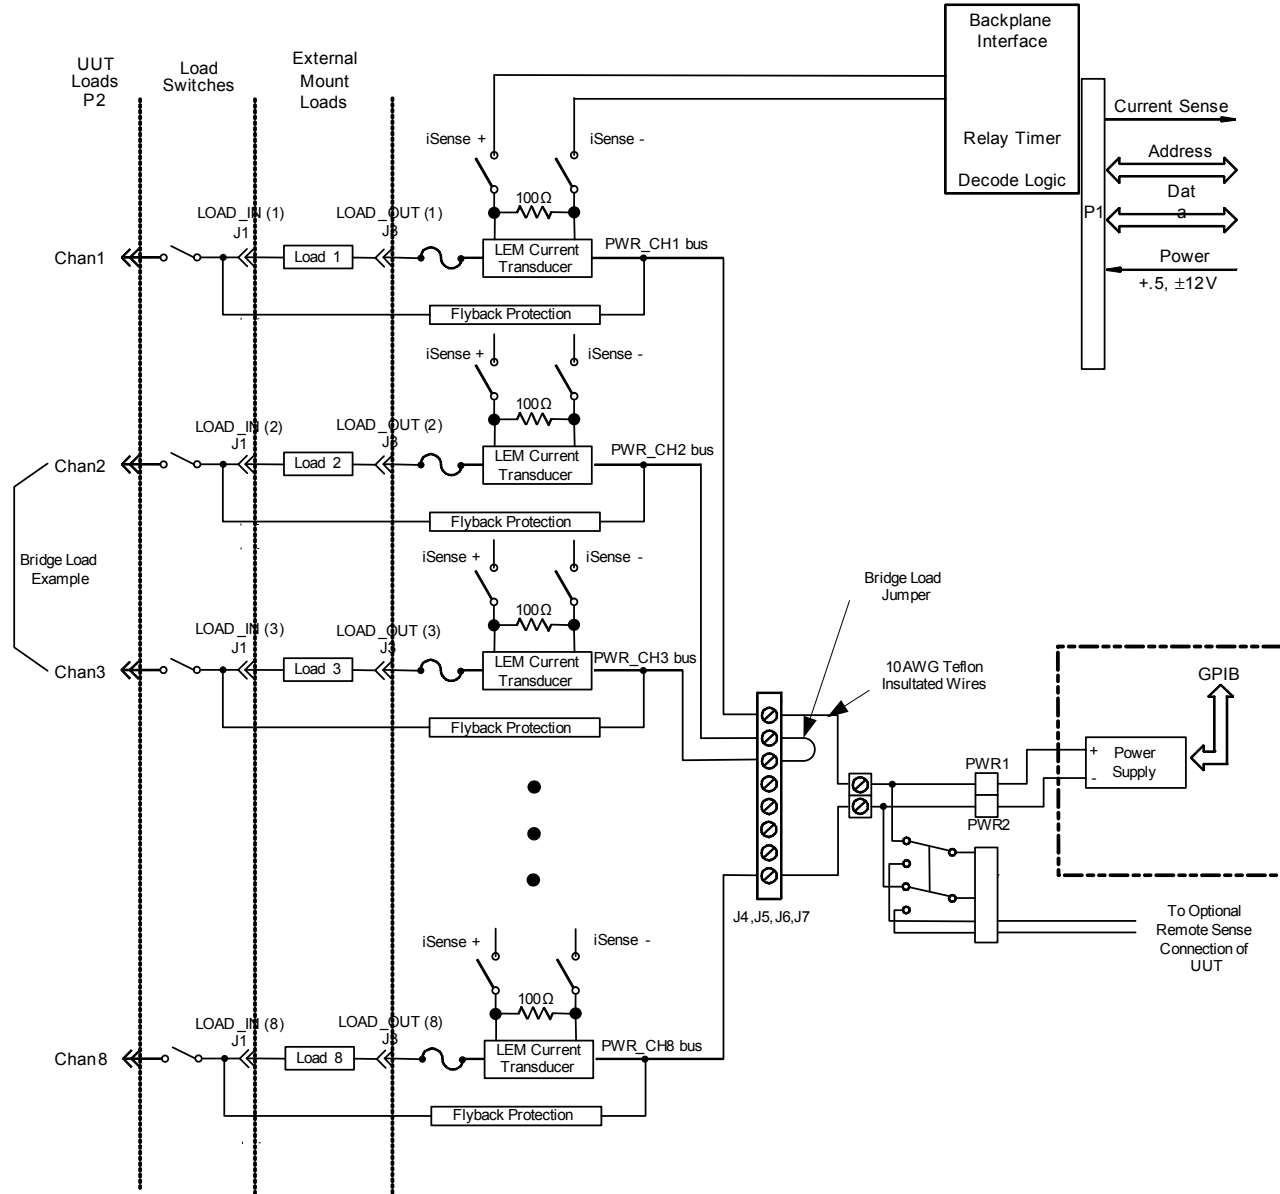 UUT
Loads
P2
Load
Switches
External
Mount
Loads
Backplane
Interface
Relay Timer
Decode Logic
P1
Current Sense
Address
Dat
a
Power
+.5, ±12V
iSense +
iSense -
100Ω
LOAD_IN (1)
J1
LOAD_OUT (1)
J3
Chan1
Load 1
LEM Current
Transducer
PWR_CH1 bus
Flyback Protection
iSense +
iSense -
100Ω
LOAD_IN (2)
J1
LOAD_OUT (2)
J3
Chan2
Load 2
LEM Current
Transducer
PWR_CH2 bus
Flyback Protection
Bridge Load
Example
iSense +
iSense -
100Ω
LOAD_IN (3)
J1
LOAD_OUT (3)
J3
Chan3
Load 3
LEM Current
Transducer
PWR_CH3 bus
Flyback Protection
Bridge Load
Jumper
10AWG Teflon
Insultated Wires
GPIB
+
-
Power
Supply
PWR1
PWR2
J4,J5,J6,J7
To Optional
Remote Sense
Connection of
UUT
iSense +
iSense -
100Ω
LOAD_IN (8)
J1
LOAD_OUT (8)
J3
Chan8
Load 8
LEM Current
Transducer
PWR_CH8 bus
Flyback Protection